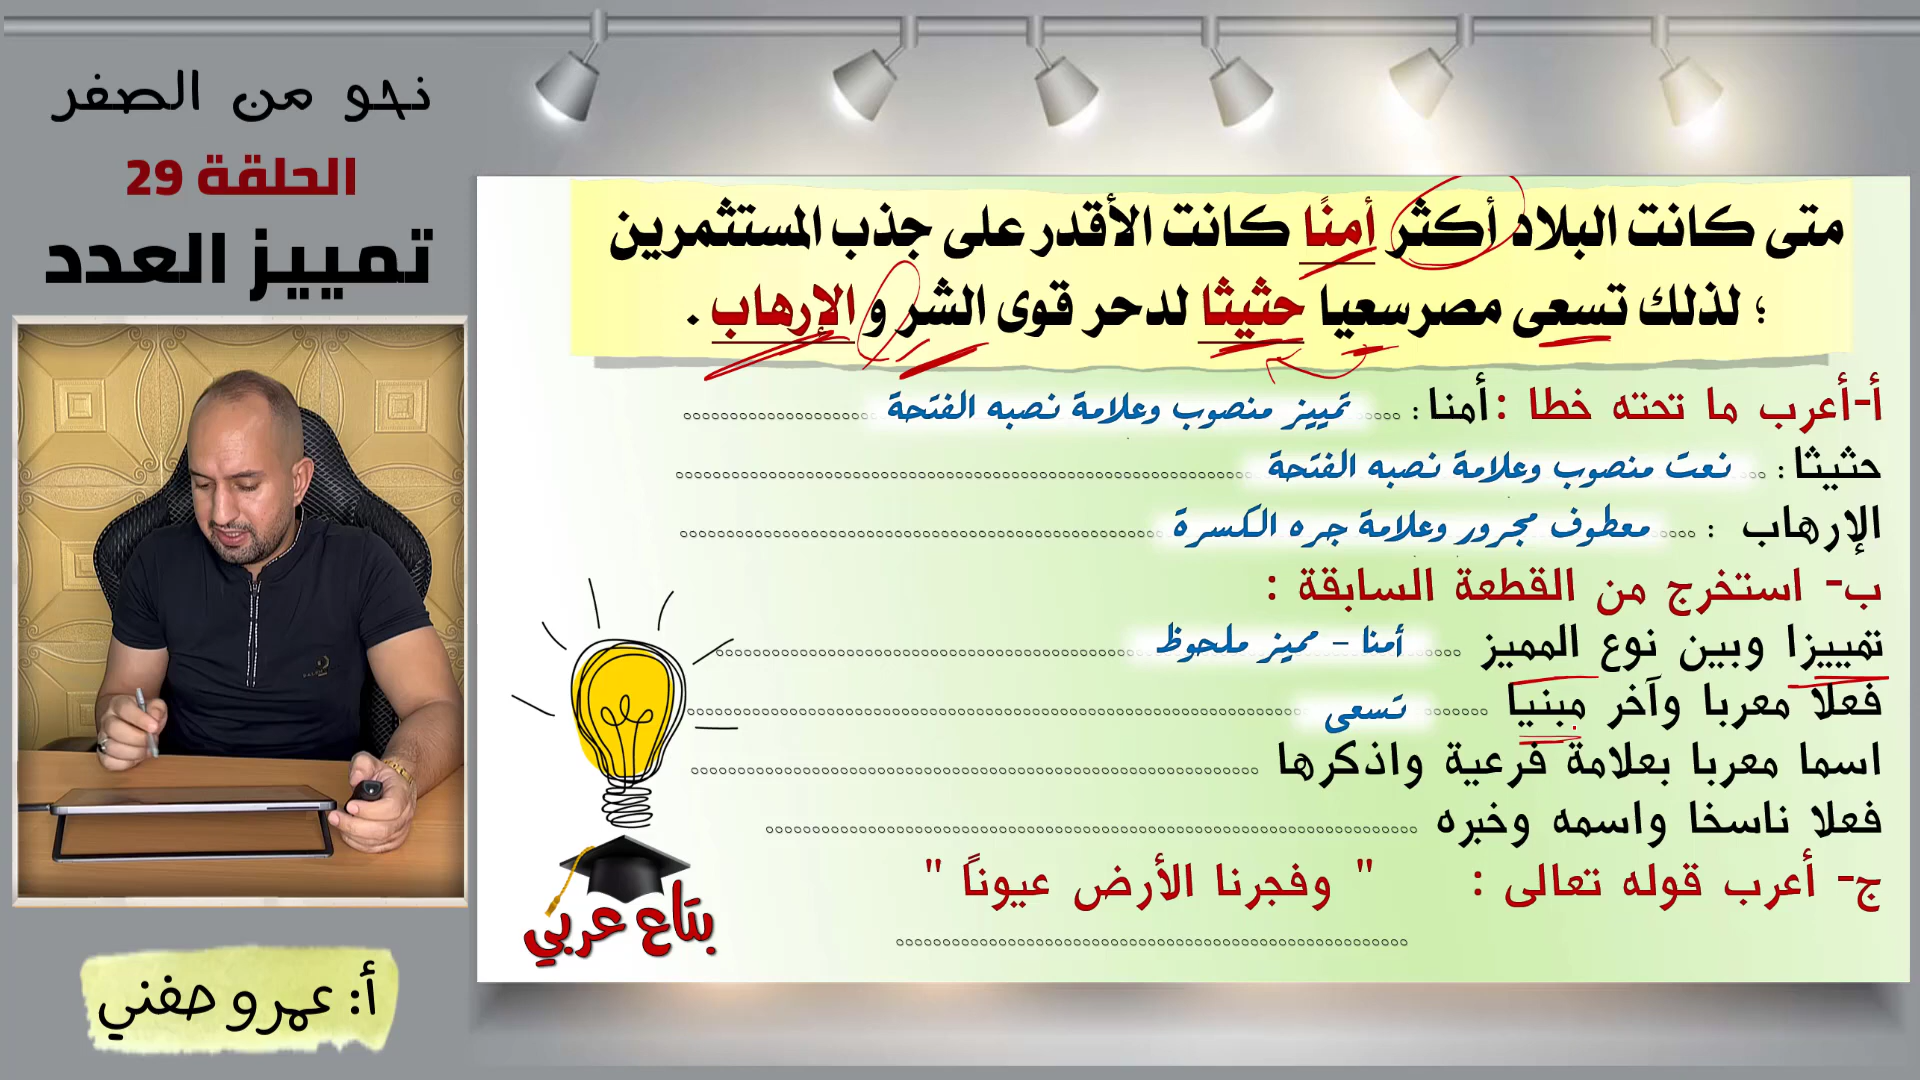 نحو من الصفر
الحلقة 29
تمييز العدد
متى كانت البلاد أكثر أمنًا كانت الأقدر على جذب المستثمرين
؛ لذلك تسعى مصر سعيا حثيثا لدحر قوى الشر و الإرهاب .
أ-أعرب ما تحته خطا : أمنا : .... تمييز منصوب وعلامة نصبه الفتحة
حثيثا : ... نعت منصوب وعلامة نصبه الفتحة
الإرهاب : .... معطوف مجرور وعلامة جره الكسرة
ب- استخرج من القطعة السابقة :
تمييزا وبين نوع المميز .... أمنا - مميز ملحوظ
فعلا معربا وآخر مبنيا ...... تسعى
اسما معربا بعلامة فرعية واذكرها
فعلا ناسخا واسمه وخبره
ج- أعرب قوله تعالى : " وفجرنا الأرض عيونًا "
بتاع عربي
أ: عمرو حفني